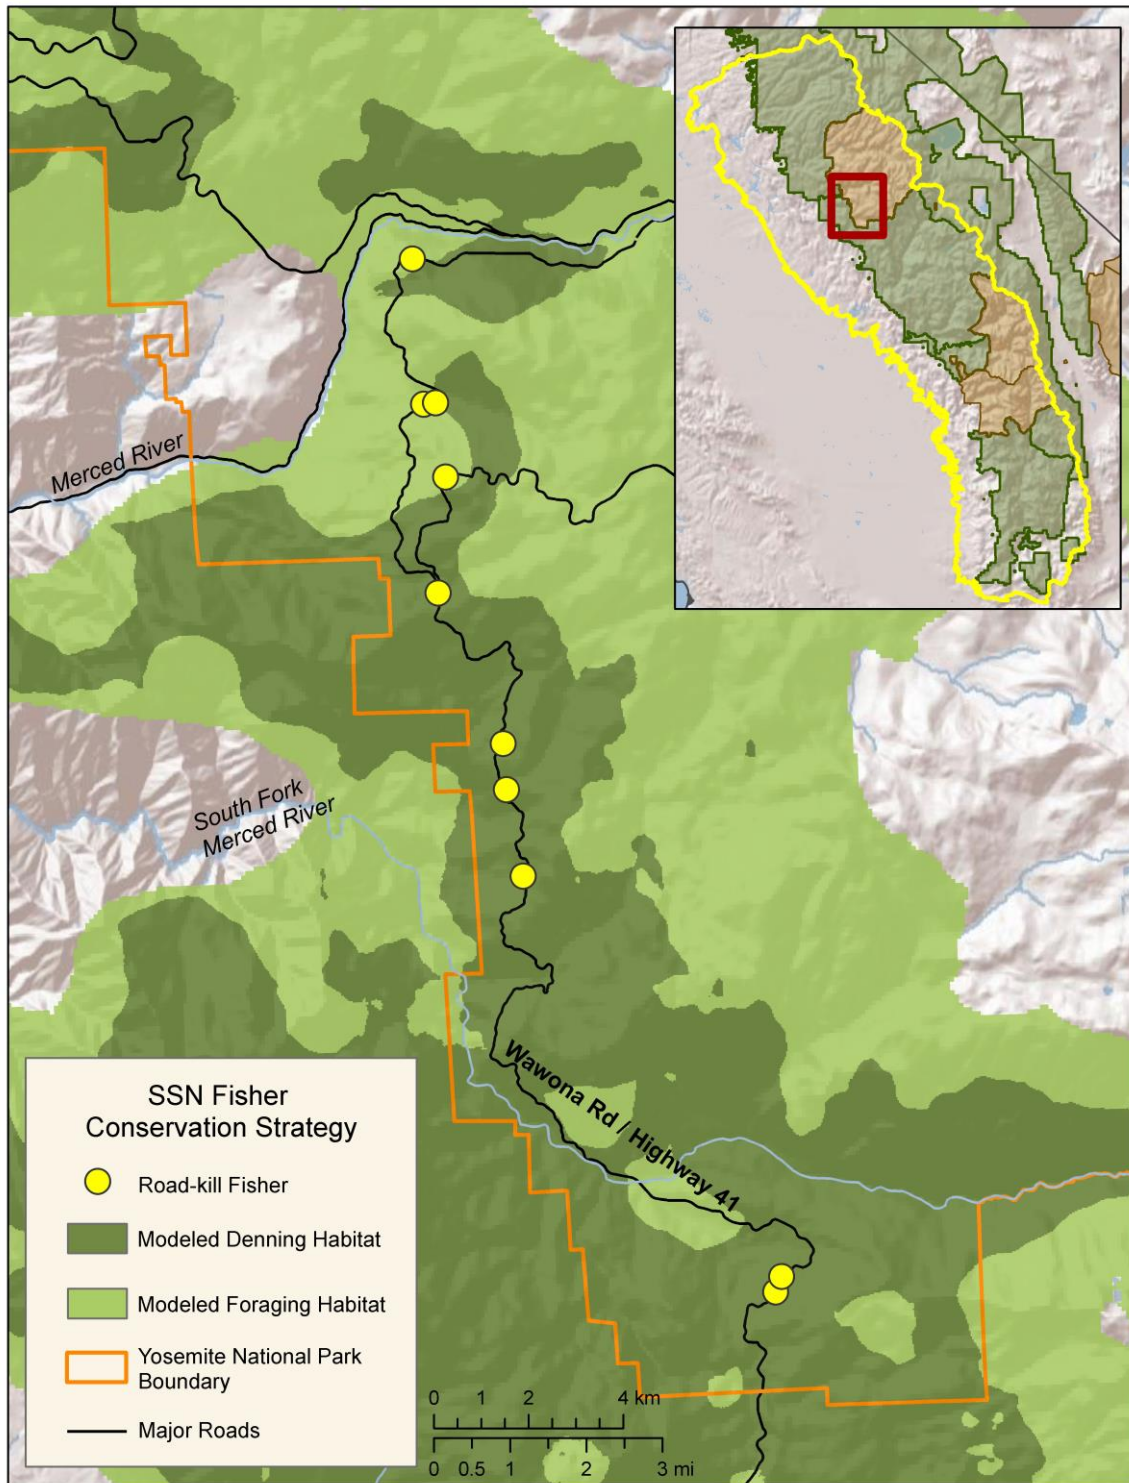 Merced River
South Fork
Merced River
Wawona Rd / Highway 41
SSN Fisher
Conservation Strategy
Road-kill Fisher
Modeled Denning Habitat
Modeled Foraging Habitat
Yosemite National Park
Boundary
Major Roads
0 1 2 4 km
0 0.5 1 2 3 mi